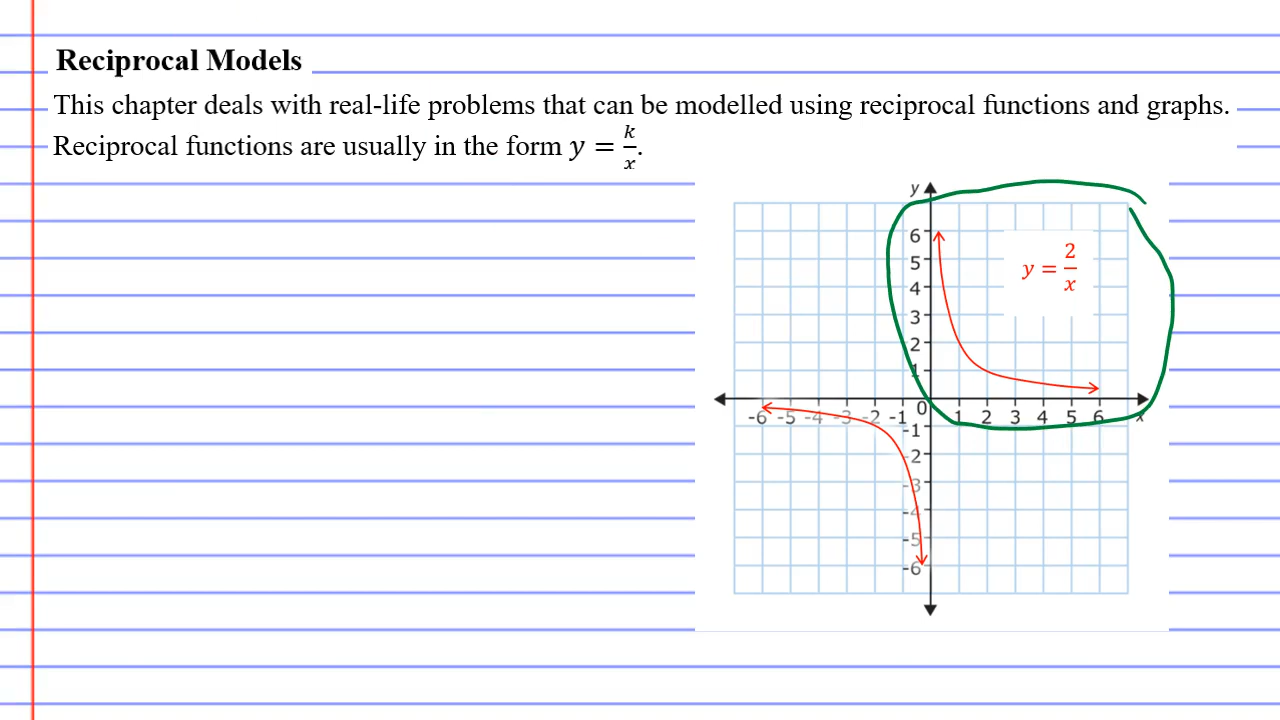 Reciprocal Models
This chapter deals with real-life problems that can be modelled using reciprocal functions and graphs.
Reciprocal functions are usually in the form y = k/x.
y
6
5
4
3
2
1
y = 2/x
-6 -5 -4 -3 -2 -1 0 1 2 3 4 5 6 x
-1
-2
-3
-4
-5
-6